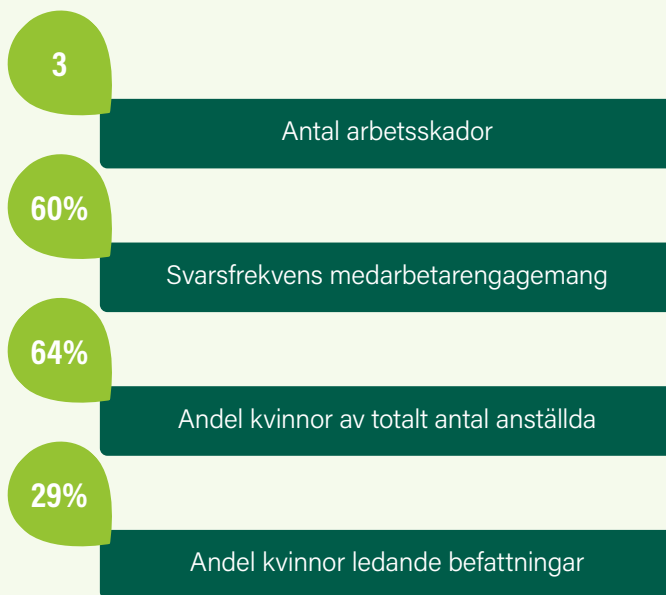 3
Antal arbetsskador
60%
Svarsfrekvens medarbetarengagemang
64%
Andel kvinnor av totalt antal anställda
29%
Andel kvinnor ledande befattningar